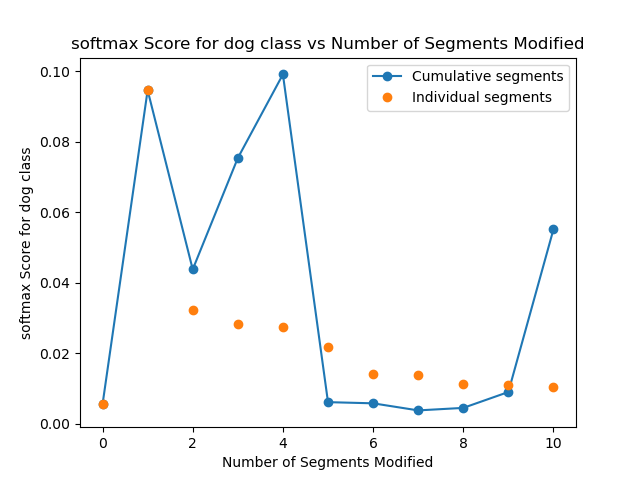 softmax Score for dog class vs Number of Segments Modified
Cumulative segments
Individual segments
softmax Score for dog class
0.10
0.08
0.06
0.04
0.02
0.00
0 2 4 6 8 10
Number of Segments Modified